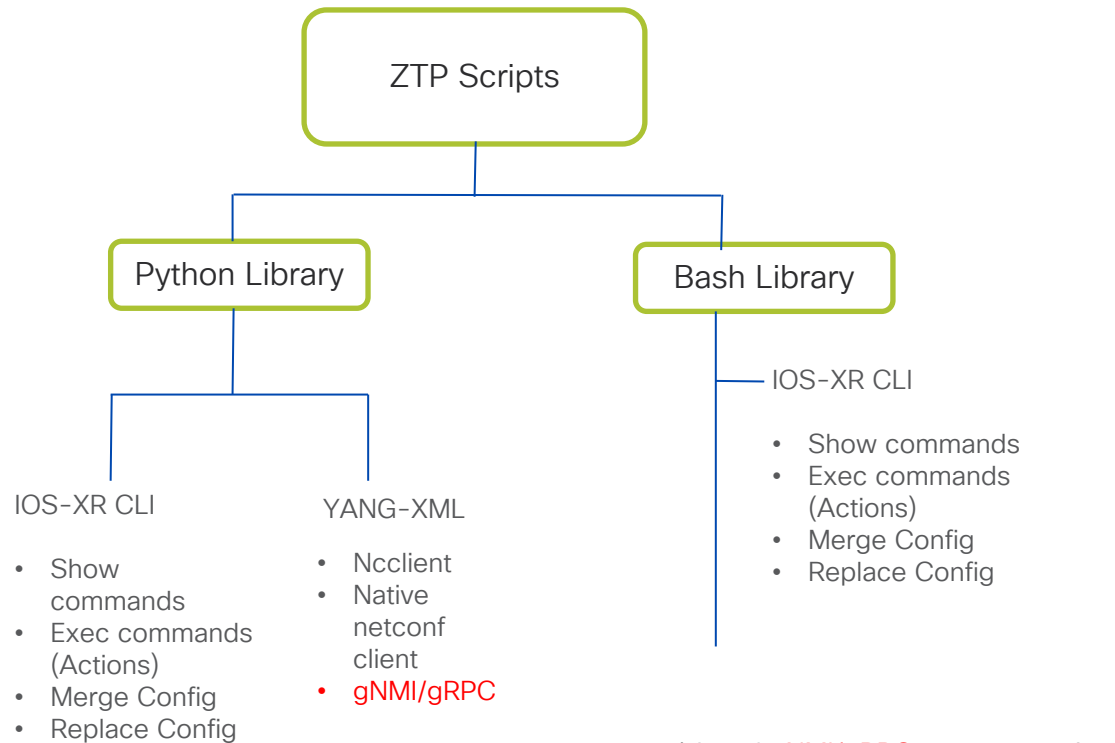 ZTP Scripts
Python Library
Bash Library
IOS-XR CLI
• Show commands
• Exec commands
(Actions)
• Merge Config
• Replace Config
IOS-XR CLI
• Show
commands
• Exec commands
(Actions)
• Merge Config
• Replace Config
YANG-XML
• Ncclient
• Native
netconf
client
• gNMI/gRPC